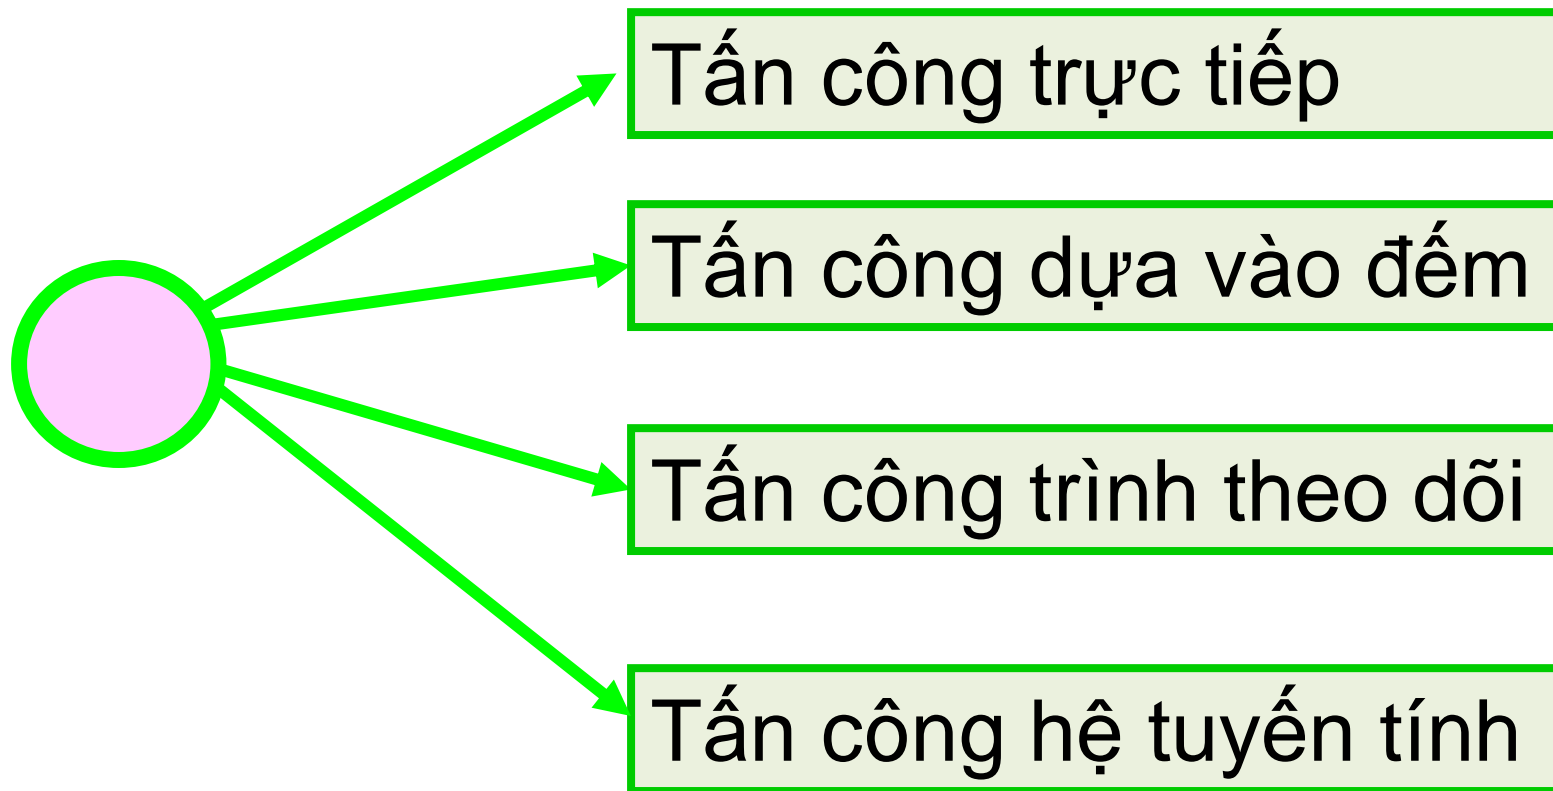 Tấn công trực tiếp
Tấn công dựa vào đếm
Tấn công trình theo dõi
Tấn công hệ tuyến tính